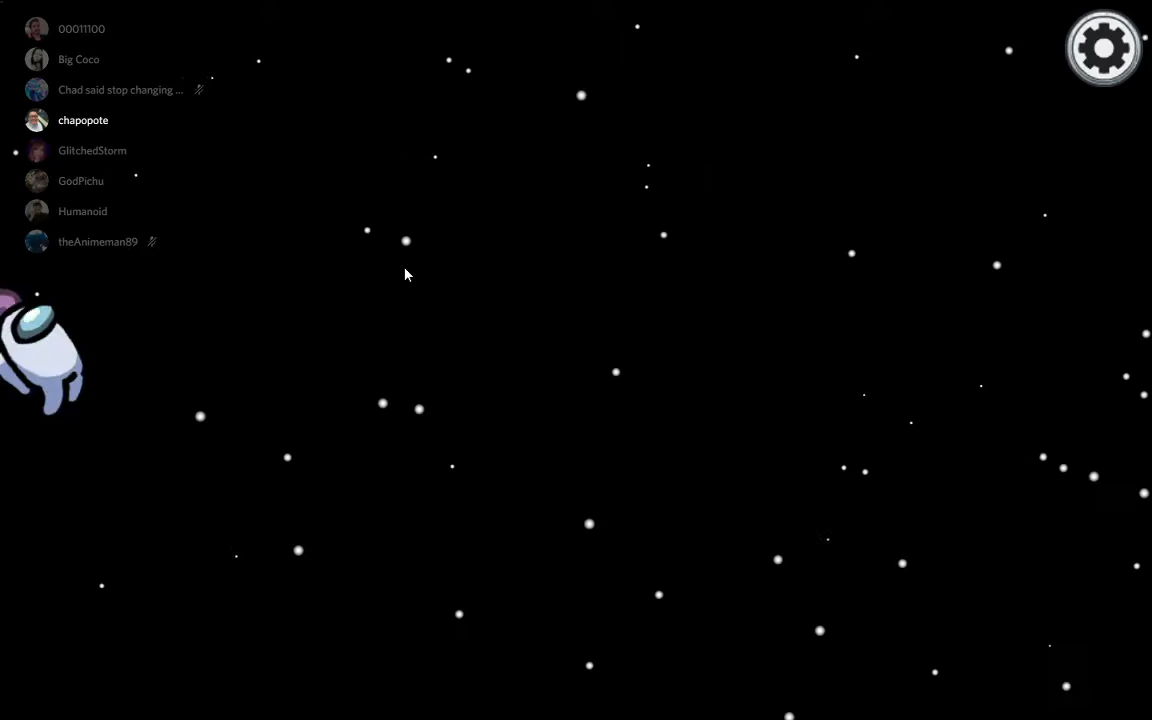 00011100
Big Coco
Chad said stop changing ...
chapopote
GlitchedStorm
GodPichu
Humanoid
theAnimeman89